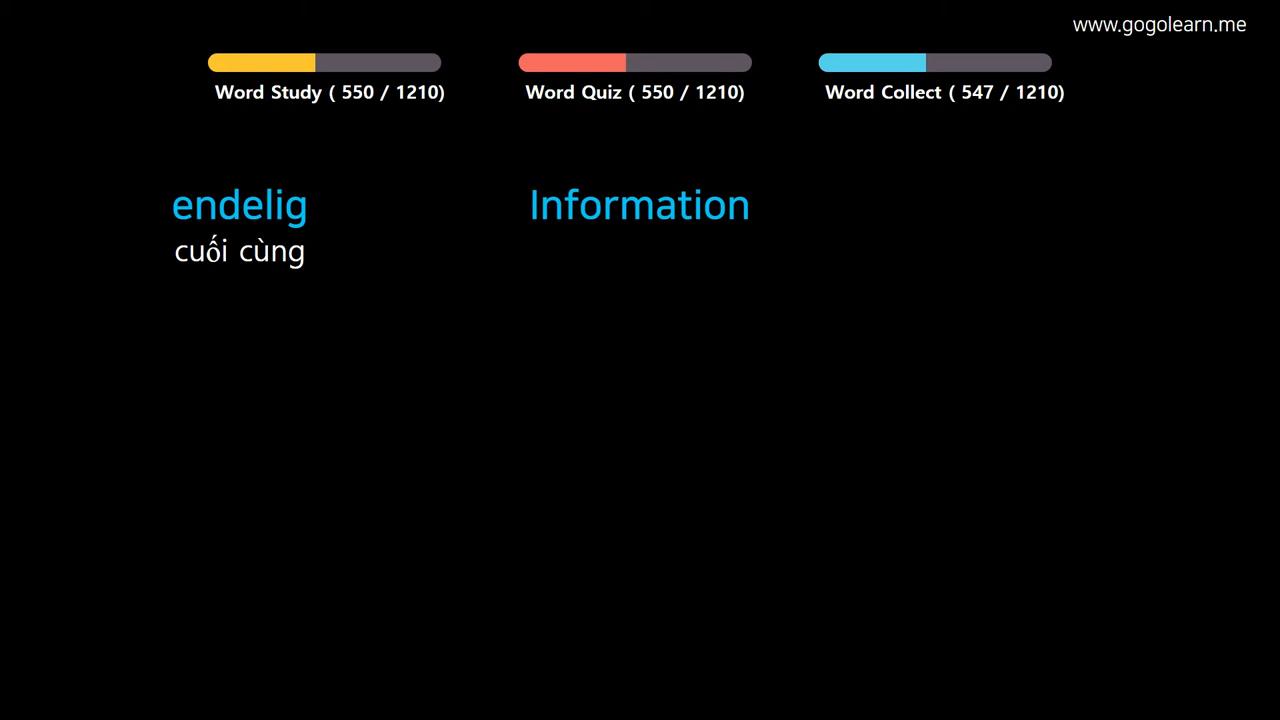 www.gogolearn.me
Word Study ( 550 / 1210)
Word Quiz ( 550 / 1210)
Word Collect ( 547 / 1210)
endelig
Information
cuối cùng